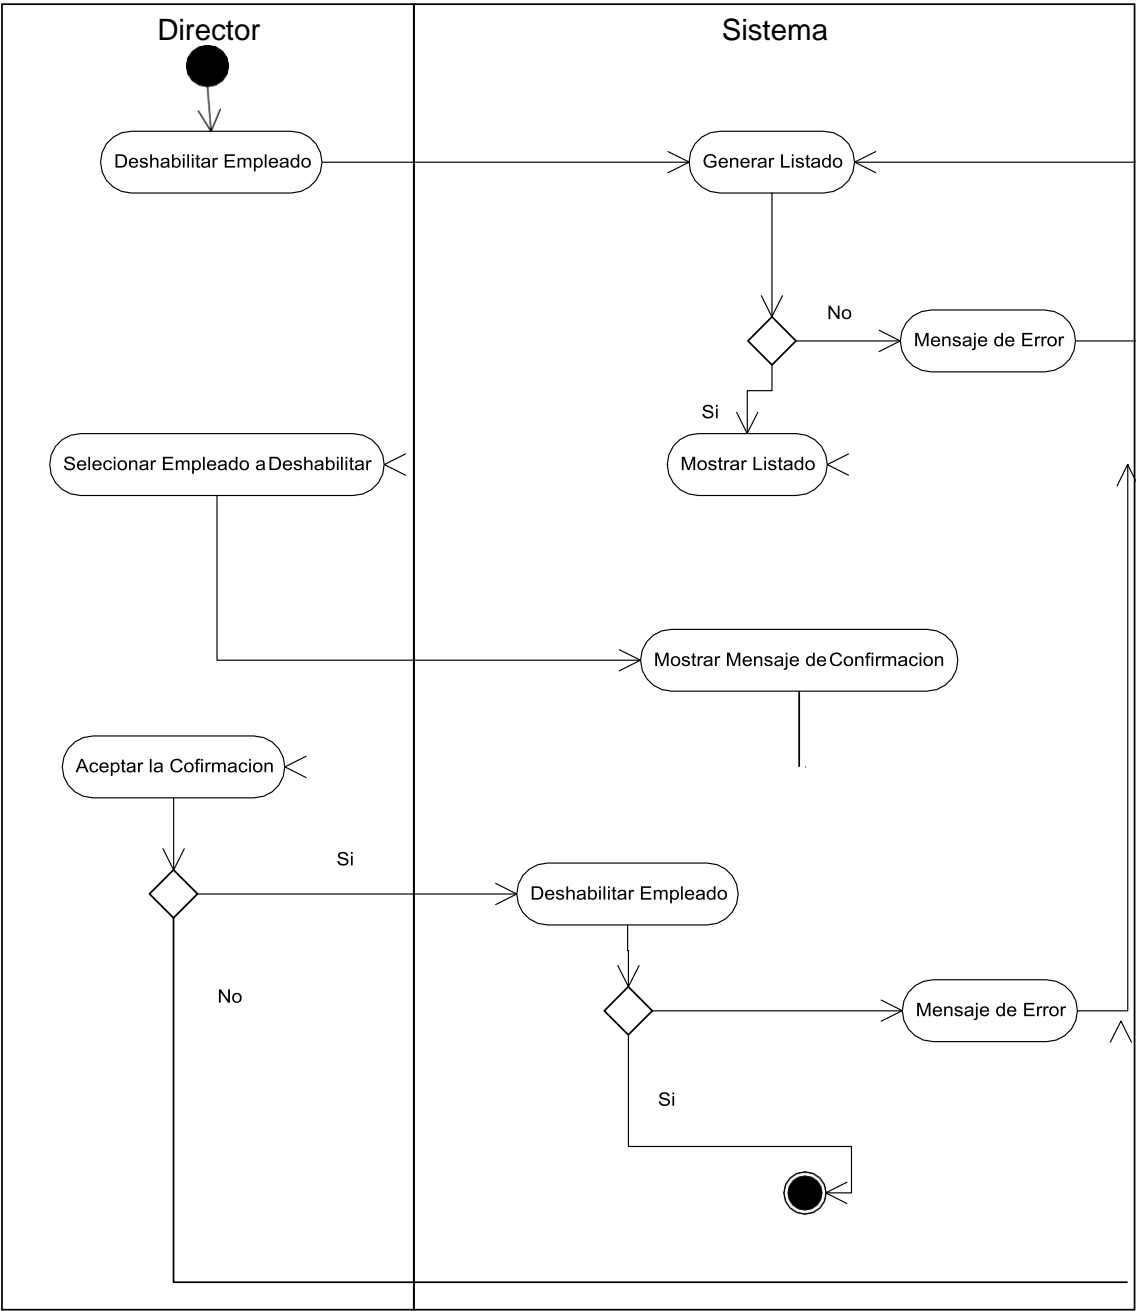 Director
Sistema
Deshabilitar Empleado
Generar Listado
No
Mensaje de Error
Si
Selecionar Empleado a Deshabilitar
Mostrar Listado
Mostrar Mensaje de Confirmacion
Aceptar la Cofirmacion
Si
Deshabilitar Empleado
No
Mensaje de Error
Si